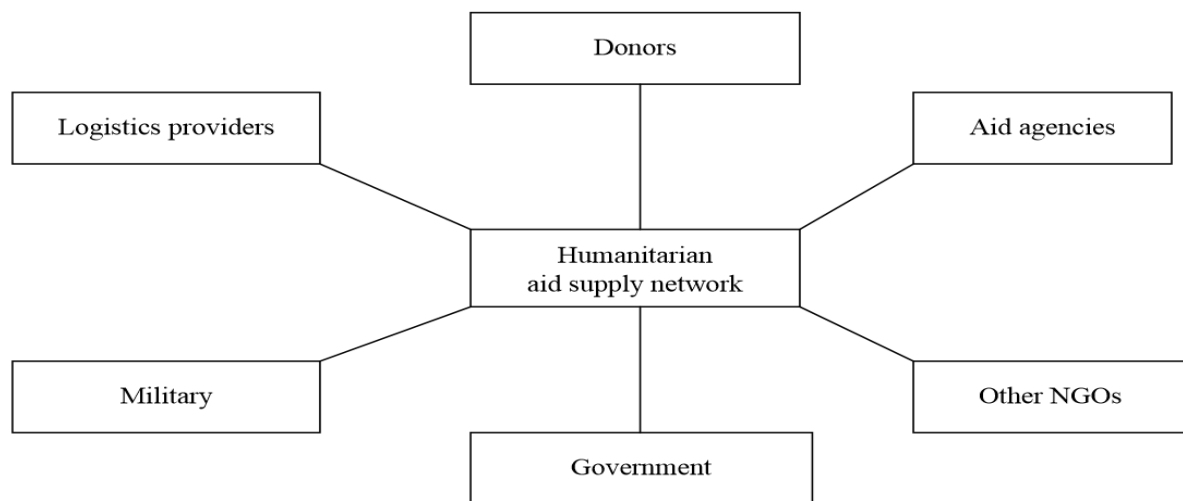 Donors
Logistics providers
Aid agencies
Humanitarian
aid supply network
Military
Other NGOs
Government